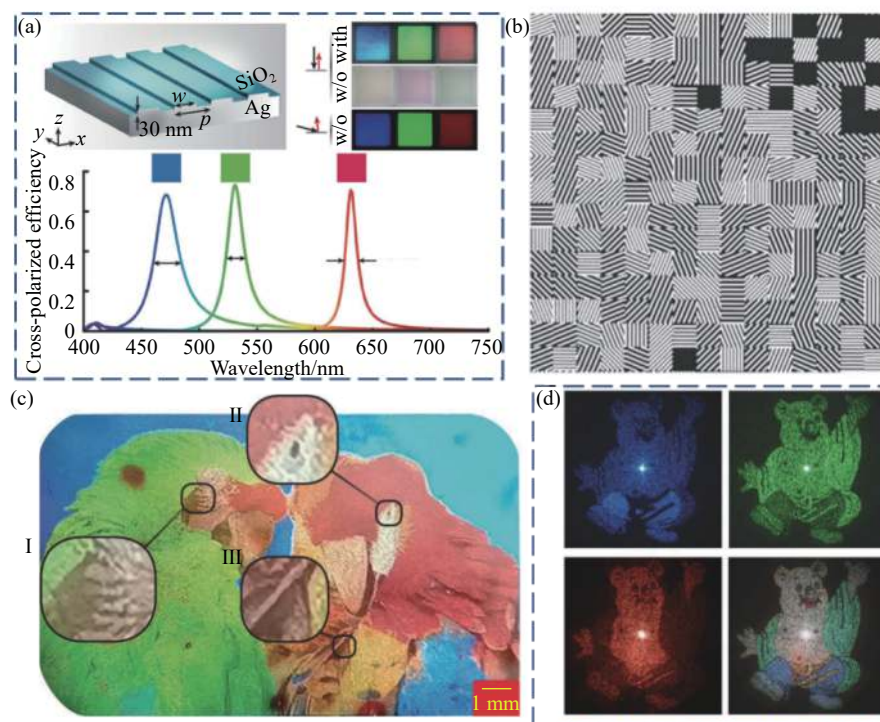 (a)
SiO2
w
Ag
p
30 nm
z
y
x
w/o w/o with
Cross-polarized efficiency
0.8
0.6
0.4
0.2
0
400 450 500 550 600 650 700 750
Wavelength/nm
(b)
(c)
II
I
III
1 mm
(d)